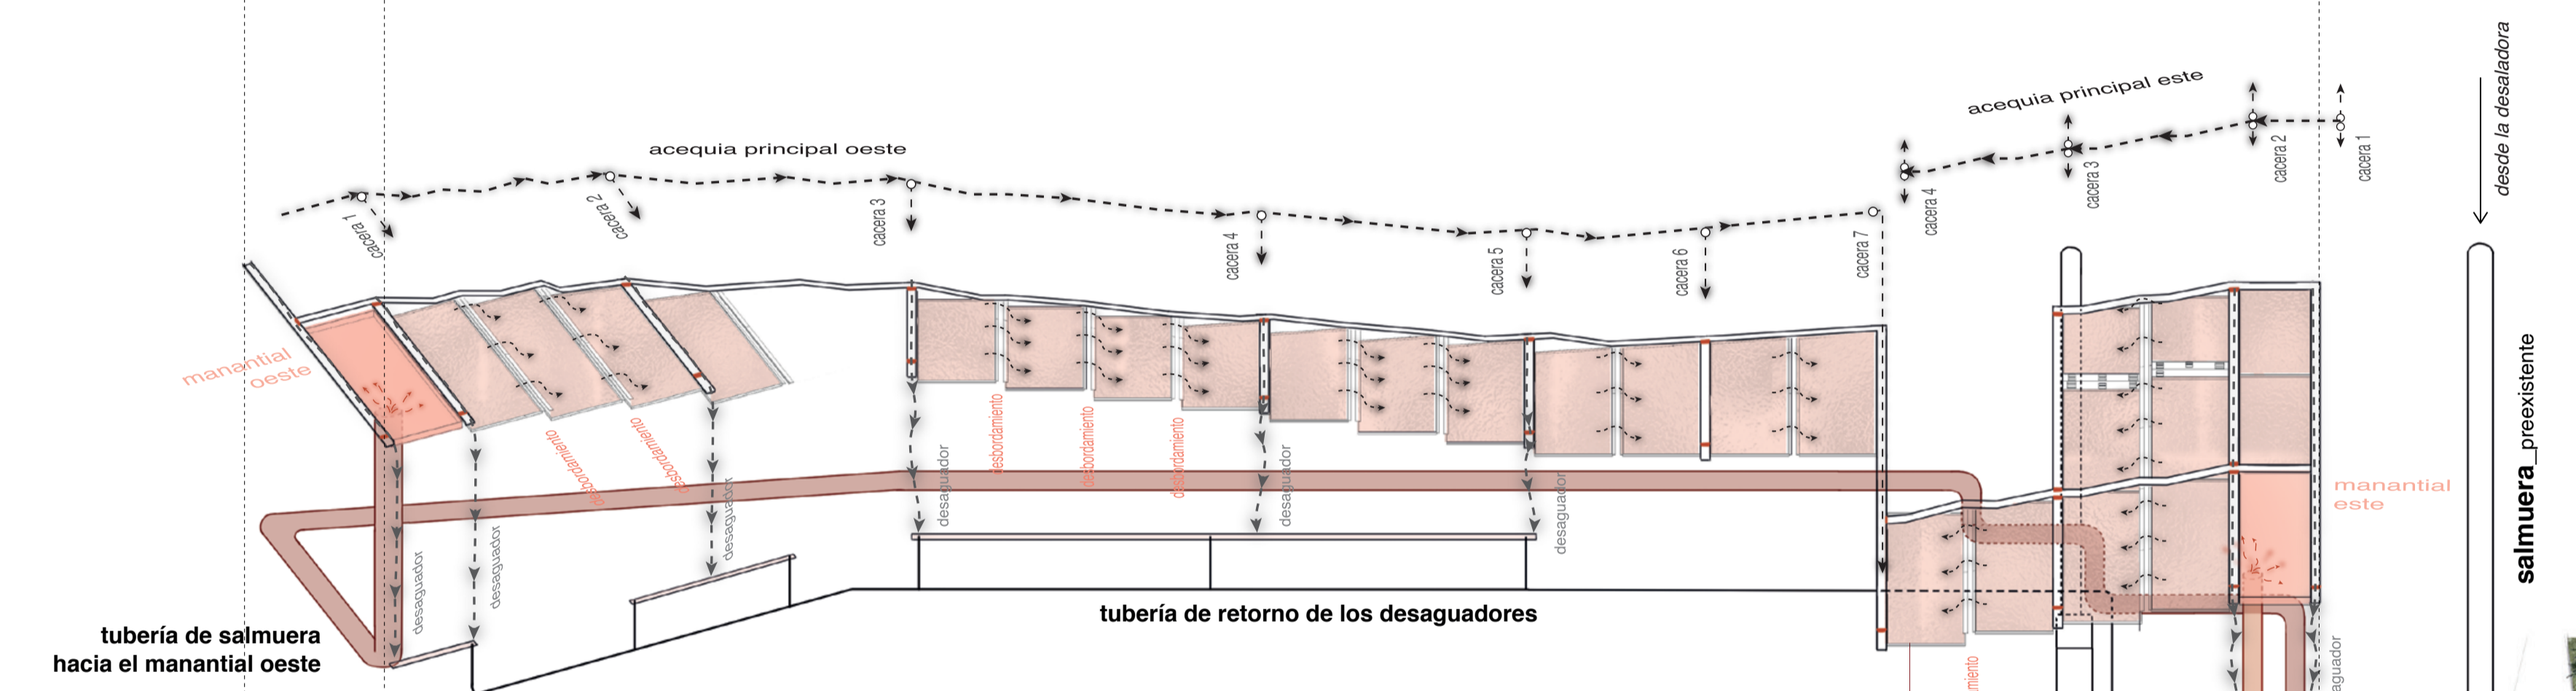 acequia principal oeste
acequia principal este
desde la desaladora
cacera 1
cacera 2
cacera 3
cacera 4
cacera 5
cacera 6
cacera 7
cacera 4
cacera 3
cacera 2
cacera 1
manantial
oeste
desbordamiento
desbordamiento
desbordamiento
debordamiento
desbordamiento
desaguador
desaguador
desaguador
desaguador
desaguador
desaguador
manantial
este
salmuera_preexistente
tubería de retorno de los desaguadores
tubería de salmuera
hacia el manantial oeste